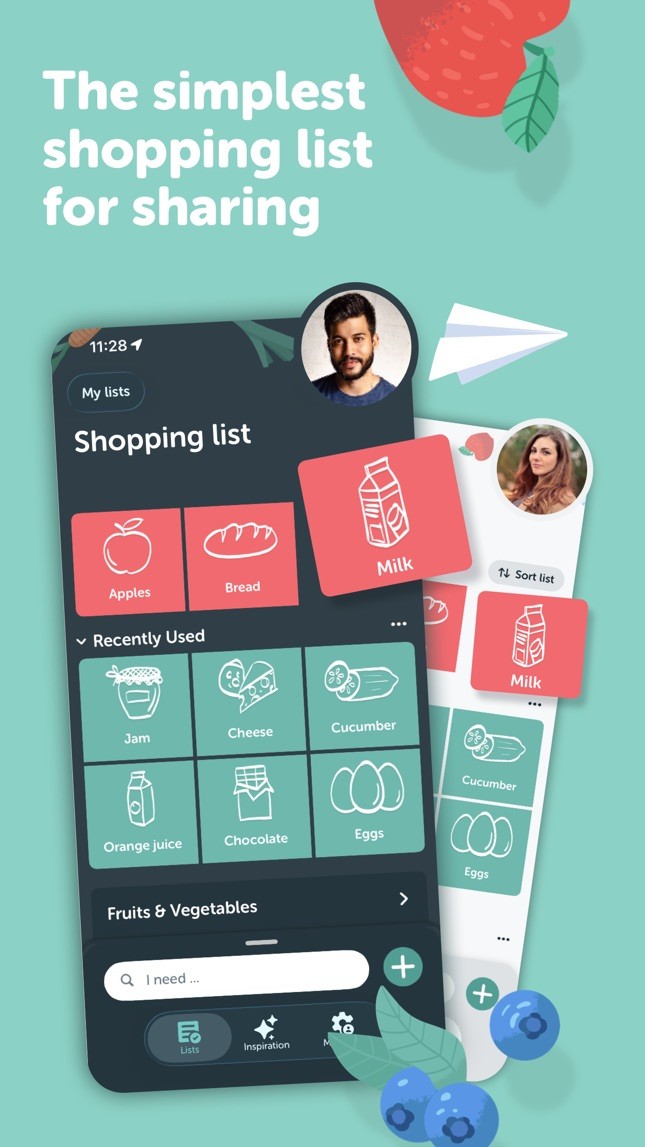 The simplest
shopping list
for sharing
11:28
My lists
Shopping list
Apples
Bread
Milk
Sort list
Milk
Recently Used
Jam
Cheese
Cucumber
Cucumber
Orange juice
Chocolate
Eggs
Eggs
Fruits & Vegetables
I need ...
Lists
Inspiration